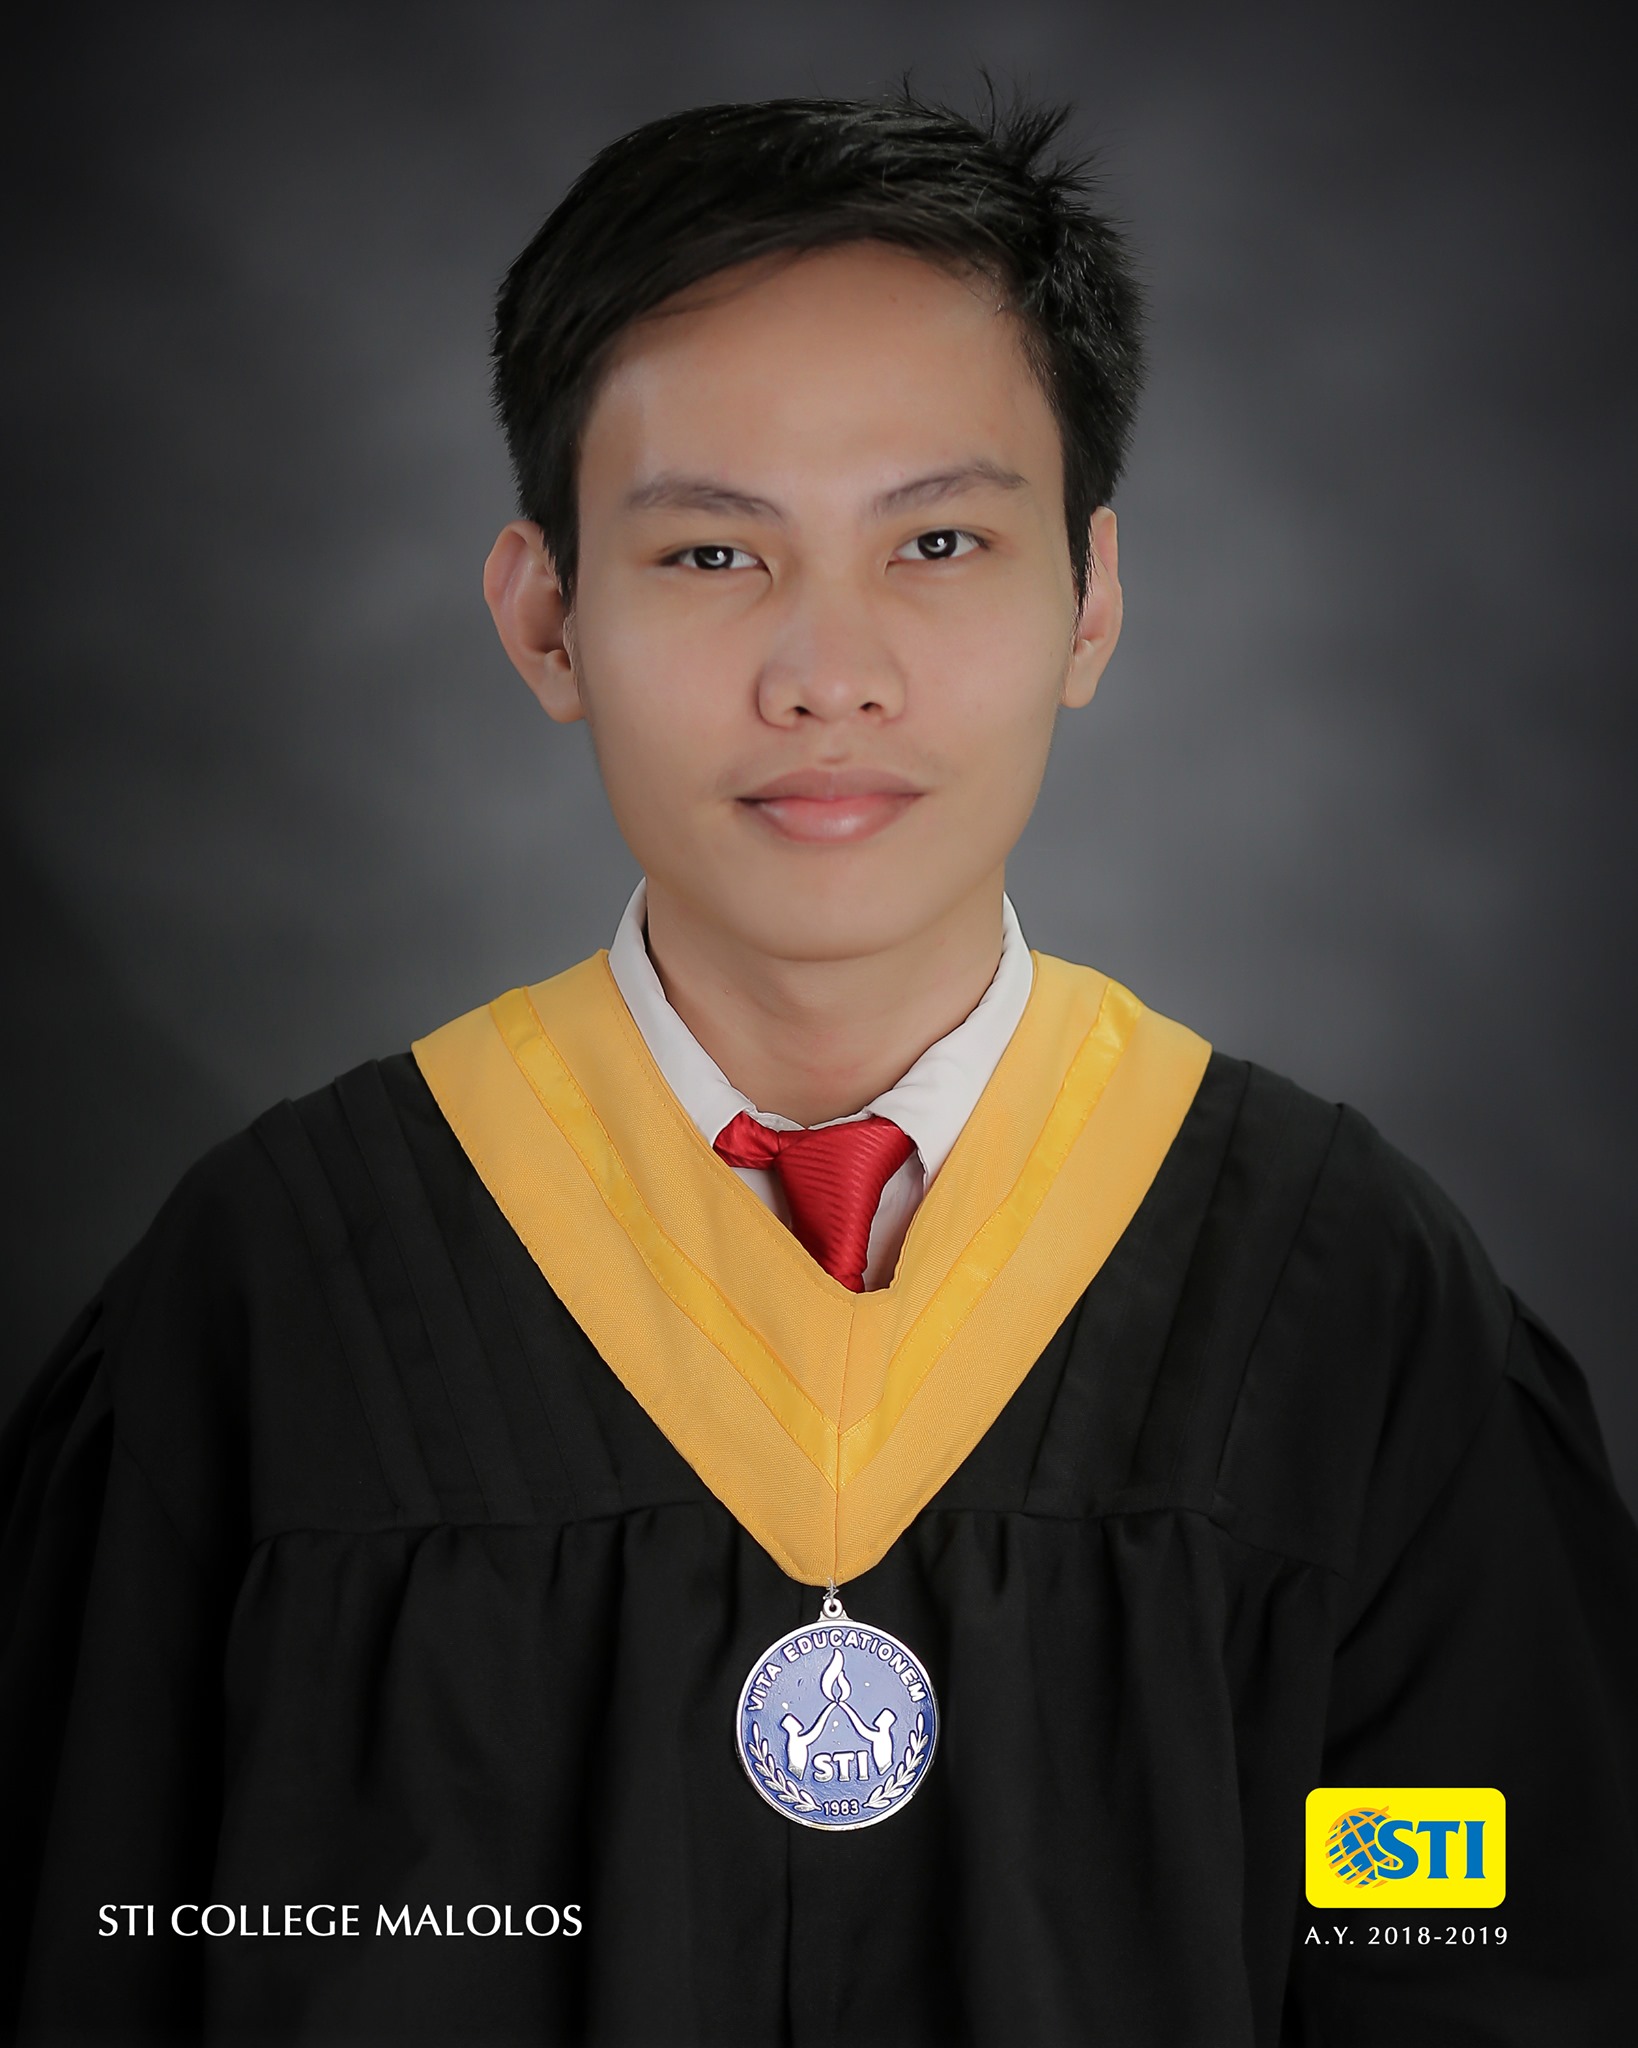 VITA EDUCATIONEM
STI
1983
STI
STI COLLEGE MALOLOS
A.Y. 2018-2019